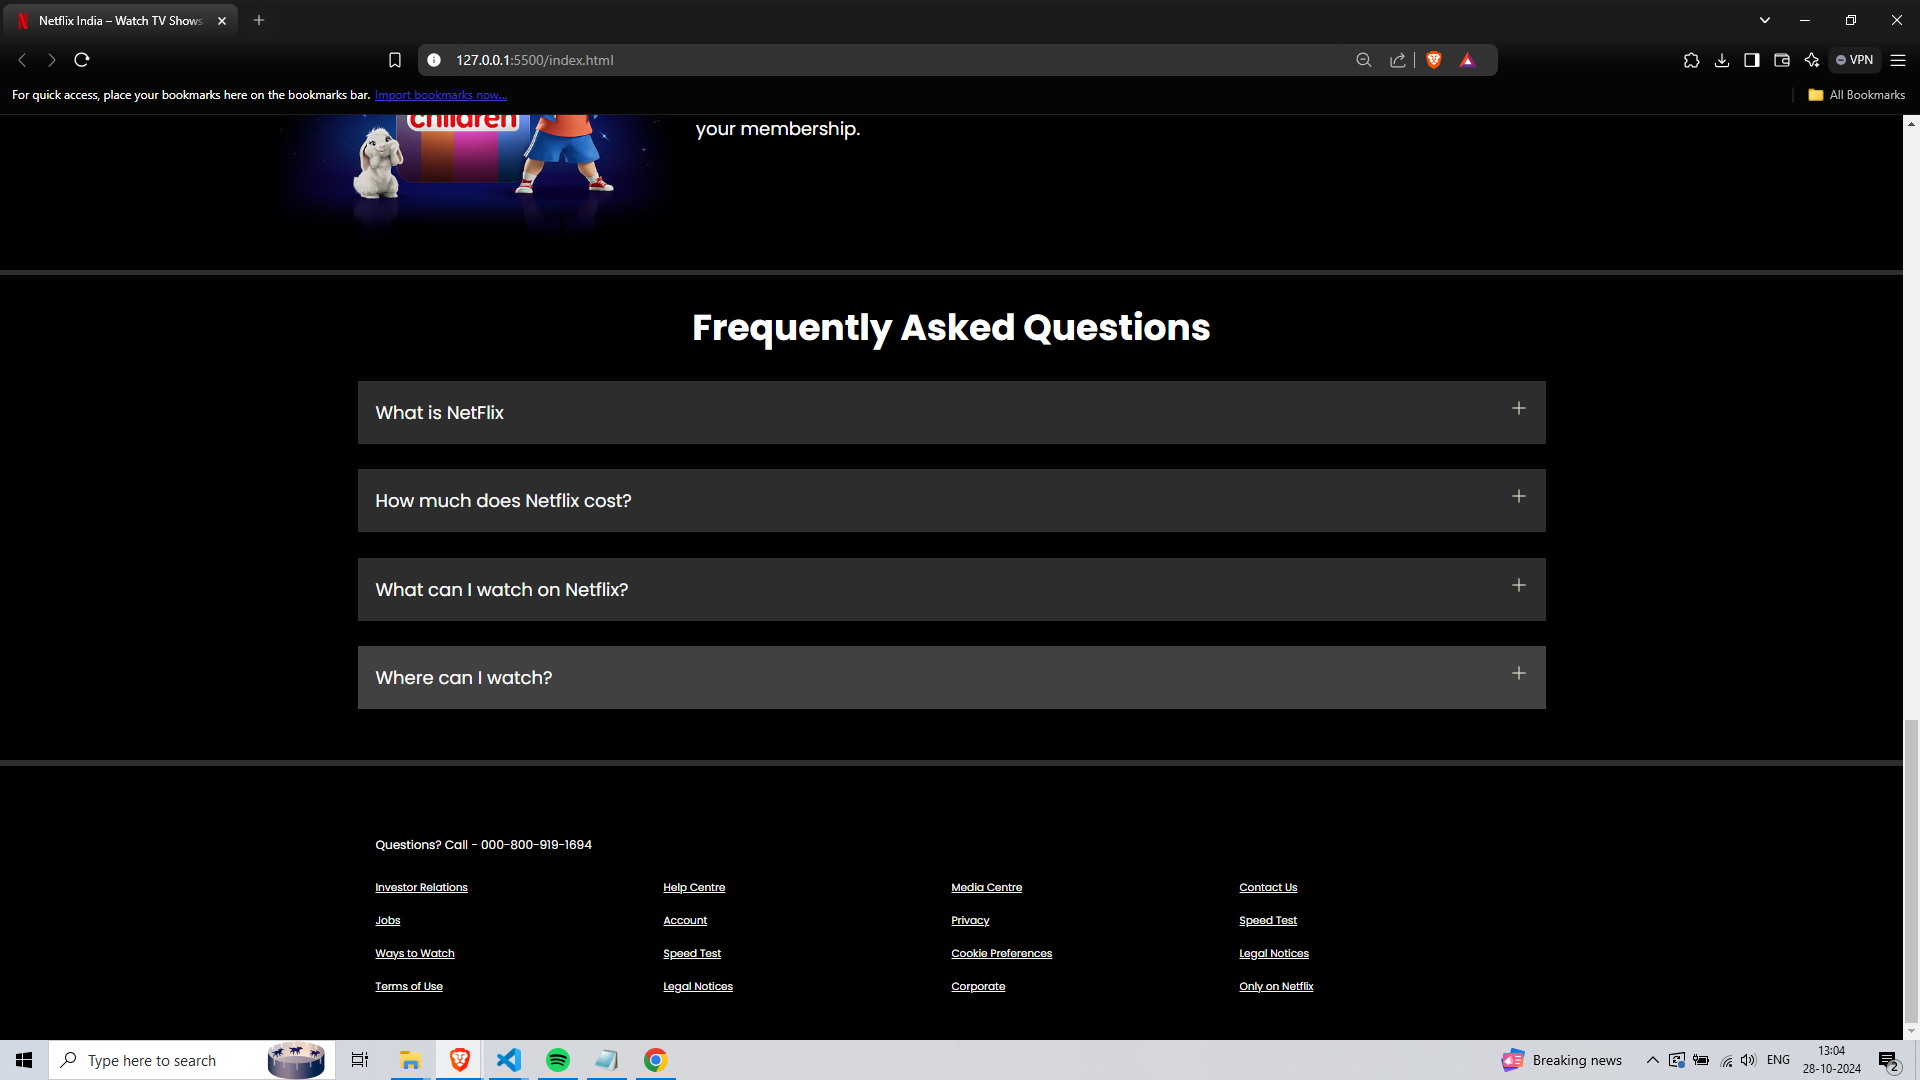 Netflix India – Watch TV Shows
127.0.0.1:5500/index.html
VPN
For quick access, place your bookmarks here on the bookmarks bar. Import bookmarks now...
All Bookmarks
children
your membership.
Frequently Asked Questions
What is NetFlix
How much does Netflix cost?
What can I watch on Netflix?
Where can I watch?
Questions? Call - 000-800-919-1694
Investor Relations Help Centre Media Centre Contact Us
Jobs Account Privacy Speed Test
Ways to Watch Speed Test Cookie Preferences Legal Notices
Terms of Use Legal Notices Corporate Only on Netflix
Type here to search
Breaking news
ENG
13:04
28-10-2024
2